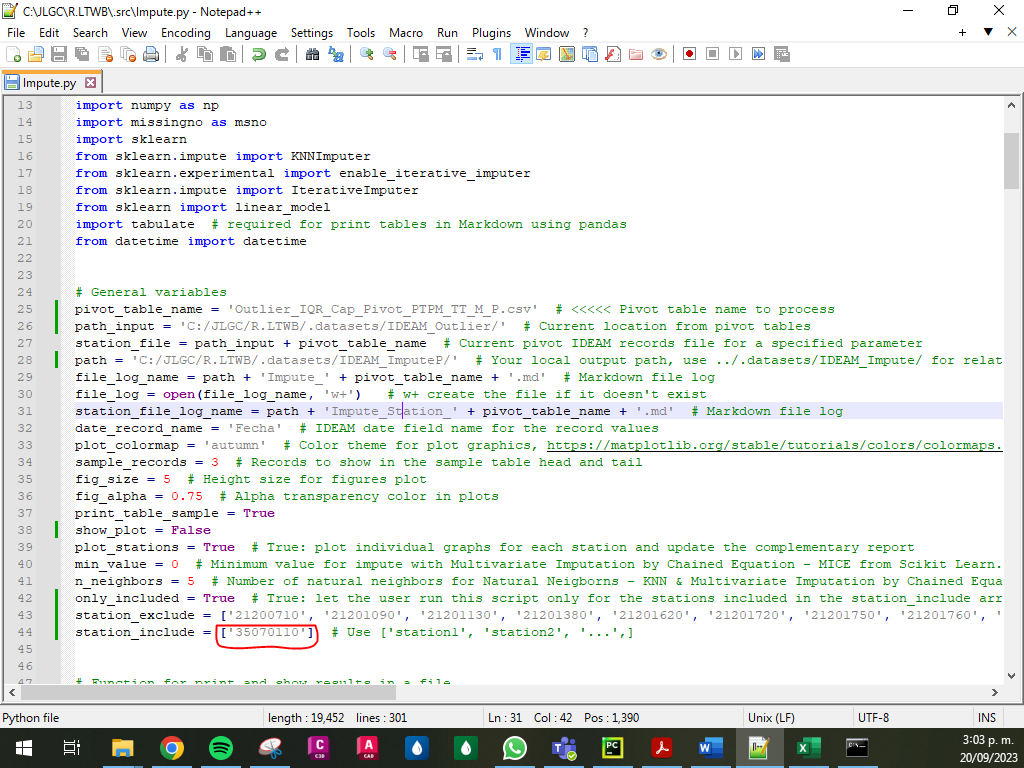 C:\JLGC\R.LTWB\.src\Impute.py - Notepad++
File Edit Search View Encoding Language Settings Tools Macro Run Plugins Window ?
Impute.py
13 import numpy as np
14 import missingno as msno
15 import sklearn
16 from sklearn.impute import KNNImputer
17 from sklearn.experimental import enable_iterative_imputer
18 from sklearn.impute import IterativeImputer
19 from sklearn import linear_model
20 import tabulate  # required for print tables in Markdown using pandas
21 from datetime import datetime
22
23
24 # General variables
25 pivot_table_name = 'Outlier_IQR_Cap_Pivot_PTPM_TT_M_P.csv'  # <<<<< Pivot table name to process
26 path_input = 'C:/JLGC/R.LTWB/.datasets/IDEAM_Outlier/'  # Current location from pivot tables
27 station_file = path_input + pivot_table_name  # Current pivot IDEAM records file for a specified parameter
28 path = 'C:/JLGC/R.LTWB/.datasets/IDEAM_ImputeP/'  # Your local output path, use ../.datasets/IDEAM_Impute/ for relat
29 file_log_name = path + 'Impute_' + pivot_table_name + '.md'  # Markdown file log
30 file_log = open(file_log_name, 'w+')   # w+ create the file if it doesn't exist
31 station_file_log_name = path + 'Impute_Station_' + pivot_table_name + '.md'  # Markdown file log
32 date_record_name = 'Fecha'  # IDEAM date field name for the record values
33 plot_colormap = 'autumn'  # Color theme for plot graphics, https://matplotlib.org/stable/tutorials/colors/colormaps.
34 sample_records = 3  # Records to show in the sample table head and tail
35 fig_size = 5  # Height size for figures plot
36 fig_alpha = 0.75  # Alpha transparency color in plots
37 print_table_sample = True
38 show_plot = False
39 plot_stations = True  # True: plot individual graphs for each station and update the complementary report
40 min_value = 0  # Minimum value for impute with Multivariate Imputation by Chained Equation - MICE from Scikit Learn.
41 n_neighbors = 5  # Number of natural neighbors for Natural Neigborns - KNN & Multivariate Imputation by Chained Equa
42 only_included = True  # True: let the user run this script only for the stations included in the station_include arr
43 station_exclude = ['21200710', '21201090', '21201130', '21201380', '21201620', '21201720', '21201750', '21201760', '
44 station_include = ['35070110']  # Use ['station1', 'station2', '...',]
45
46
47 # Function for print and show results in a file
Python file length : 19,452 lines : 301 Ln : 31 Col : 42 Pos : 1,390 Unix (LF) UTF-8 INS
3:03 p. m.
20/09/2023